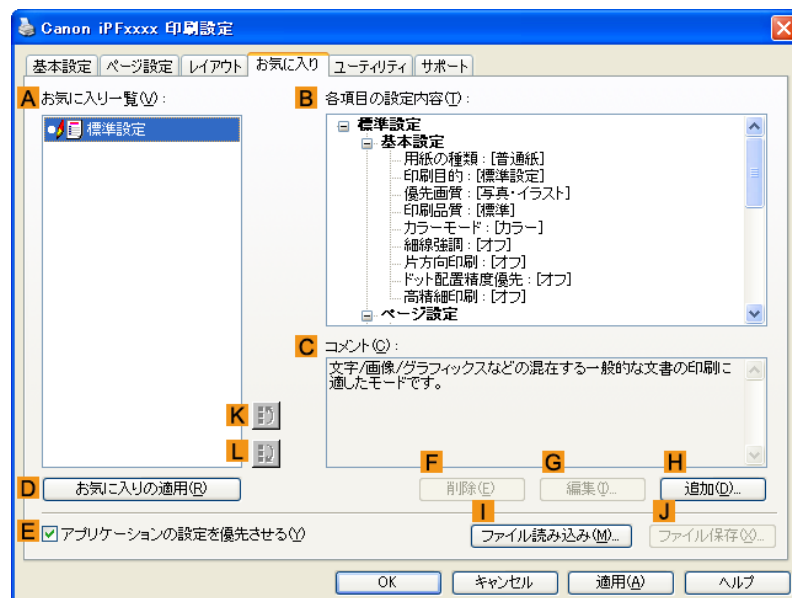 Canon iPFxxxx 印刷設定
基本設定 ページ設定 レイアウト お気に入り ユーティリティ サポート
A お気に入り一覧(V) :
標準設定
B 各項目の設定内容(T) :
標準設定
基本設定
用紙の種類 : [普通紙]
印刷目的 : [標準設定]
優先画質 : [写真・イラスト]
印刷品質 : [標準]
カラーモード : [カラー]
細線強調 : [オフ]
片方向印刷 : [オフ]
ドット配置精度優先 : [オフ]
高精細印刷 : [オフ]
ページ設定
C コメント(C) :
文字/画像/グラフィックスなどの混在する一般的な文書の印刷に
適したモードです。
K
L
D お気に入りの適用(R)
F 削除(E)
G 編集(I)...
H 追加(D)...
E アプリケーションの設定を優先させる(Y)
I ファイル読み込み(M)...
J ファイル保存(X)...
OK キャンセル 適用(A) ヘルプ